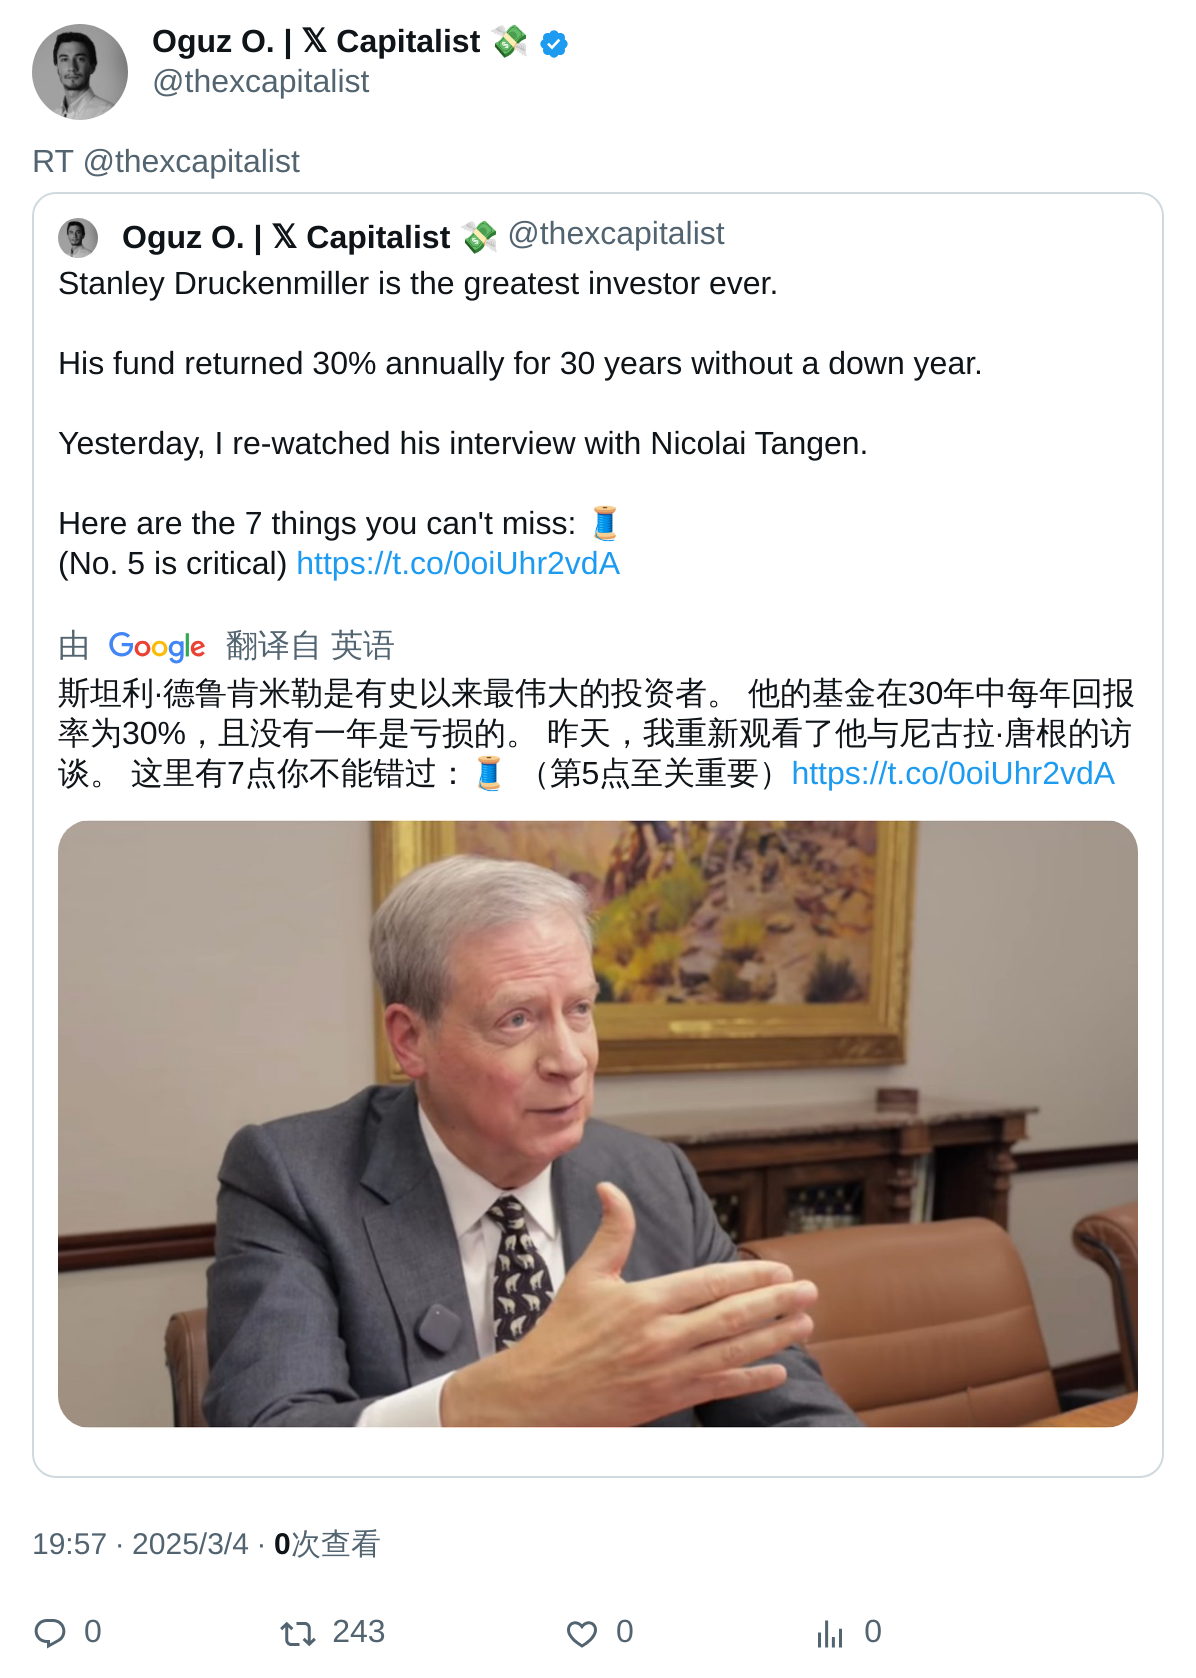 Oguz O. | 𝕏 Capitalist 💸
@thexcapitalist
RT @thexcapitalist
Oguz O. | 𝕏 Capitalist 💸 @thexcapitalist
Stanley Druckenmiller is the greatest investor ever.
His fund returned 30% annually for 30 years without a down year.
Yesterday, I re-watched his interview with Nicolai Tangen.
Here are the 7 things you can't miss: 🧵
(No. 5 is critical) https://t.co/0oiUhr2vdA
由 Google 翻译自 英语
斯坦利·德鲁肯米勒是有史以来最伟大的投资者。 他的基金在30年中每年回报
率为30%，且没有一年是亏损的。 昨天，我重新观看了他与尼古拉·唐根的访
谈。 这里有7点你不能错过：🧵 （第5点至关重要）https://t.co/0oiUhr2vdA
19:57 · 2025/3/4 · 0次查看
0 243 0 0